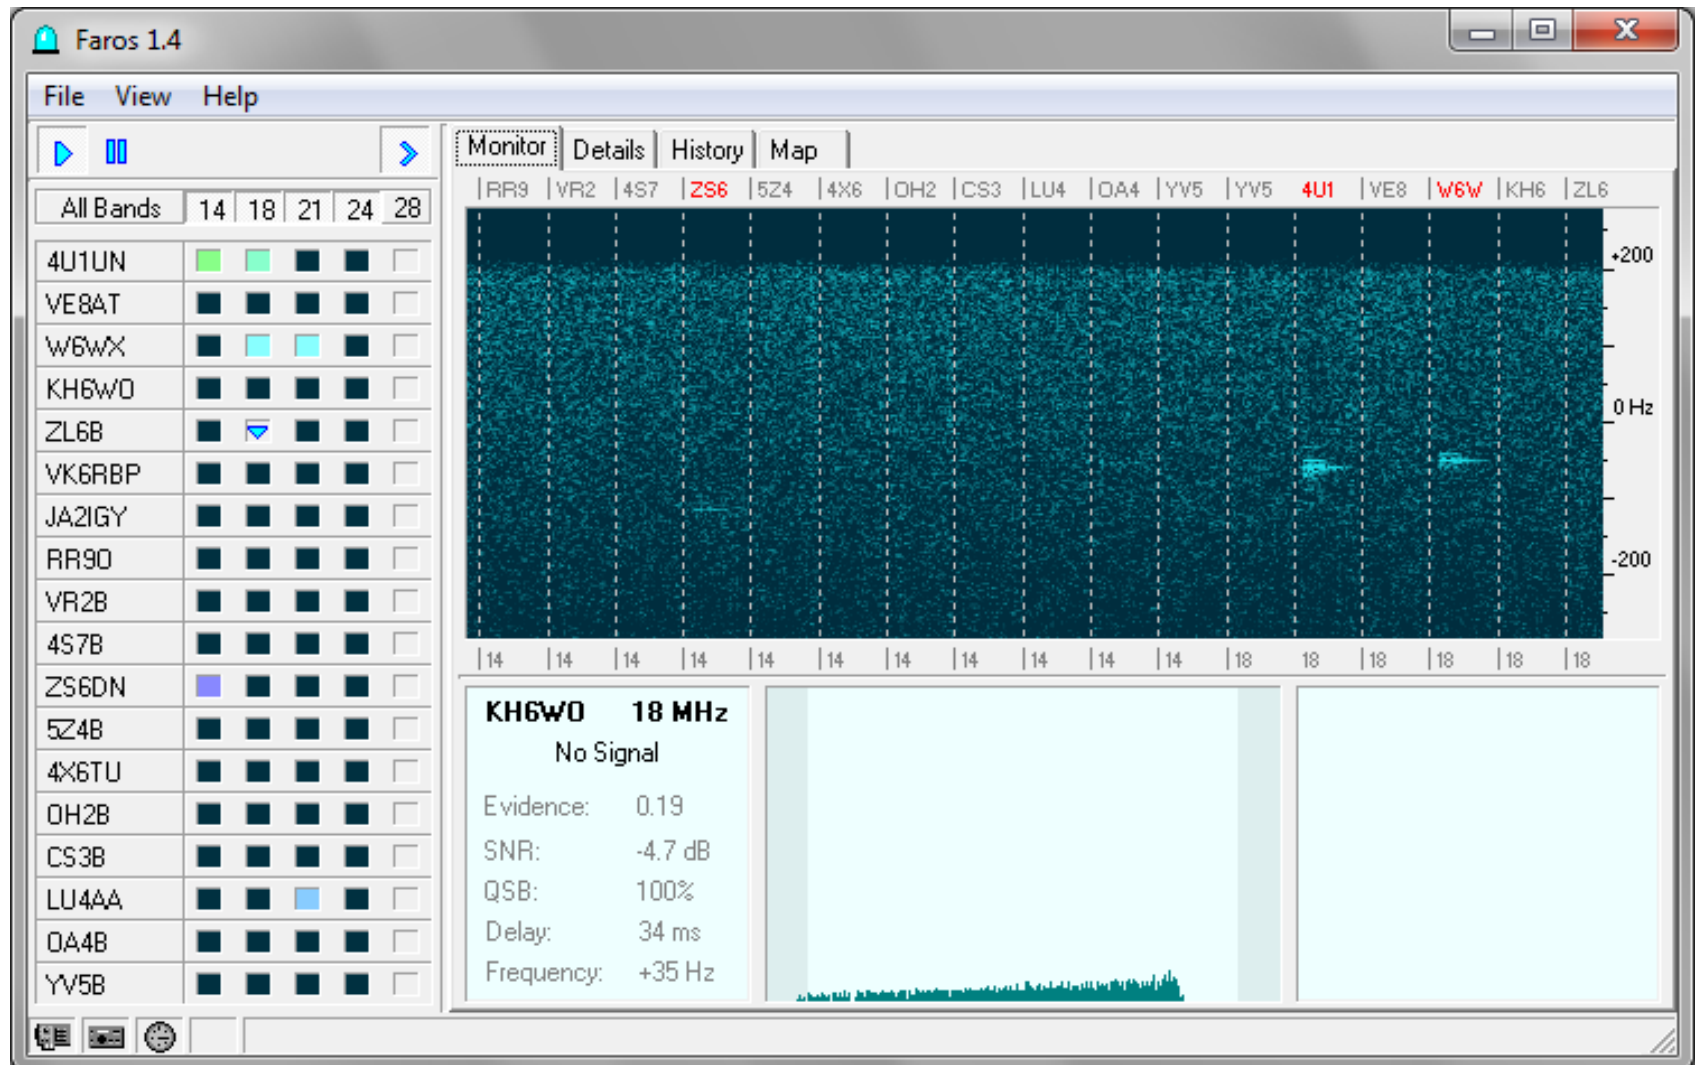 Faros 1.4
File View Help
Monitor Details History Map
All Bands 14 18 21 24 28
4U1UN
VE8AT
W6WX
KH6WO
ZL6B
VK6RBP
JA2IGY
RR9O
VR2B
4S7B
ZS6DN
5Z4B
4X6TU
OH2B
CS3B
LU4AA
OA4B
YV5B
RR9 VR2 4S7 ZS6 5Z4 4X6 OH2 CS3 LU4 OA4 YV5 YV5 4U1 VE8 W6W KH6 ZL6
+200
0 Hz
-200
14 14 14 14 14 14 14 14 14 14 14 18 18 18 18 18 18
KH6WO 18 MHz
No Signal
Evidence: 0.19
SNR: -4.7 dB
QSB: 100%
Delay: 34 ms
Frequency: +35 Hz